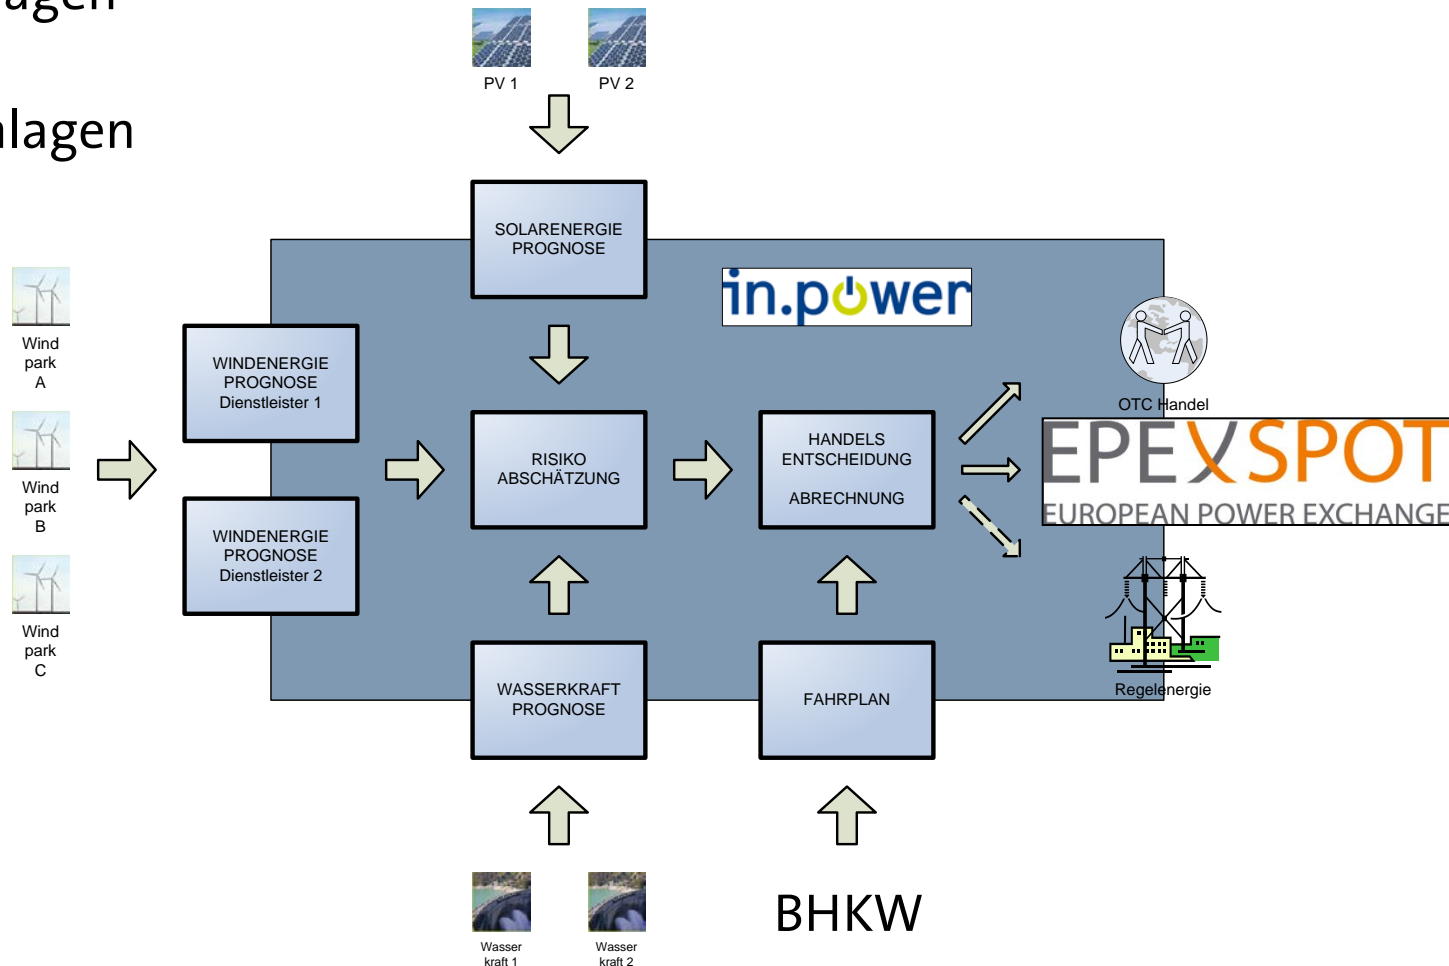 PV 1
PV 2
SOLARENERGIE
PROGNOSE
in.power
Wind
park
A
WINDENERGIE
PROGNOSE
Dienstleister 1
OTC Handel
Wind
park
B
RISIKO
ABSCHÄTZUNG
HANDELS
ENTSCHEIDUNG
ABRECHNUNG
EPEXSPOT
EUROPEAN POWER EXCHANGE
WINDENERGIE
PROGNOSE
Dienstleister 2
Wind
park
C
WASSERKRAFT
PROGNOSE
FAHRPLAN
Regelenergie
Wasser
kraft 1
Wasser
kraft 2
BHKW